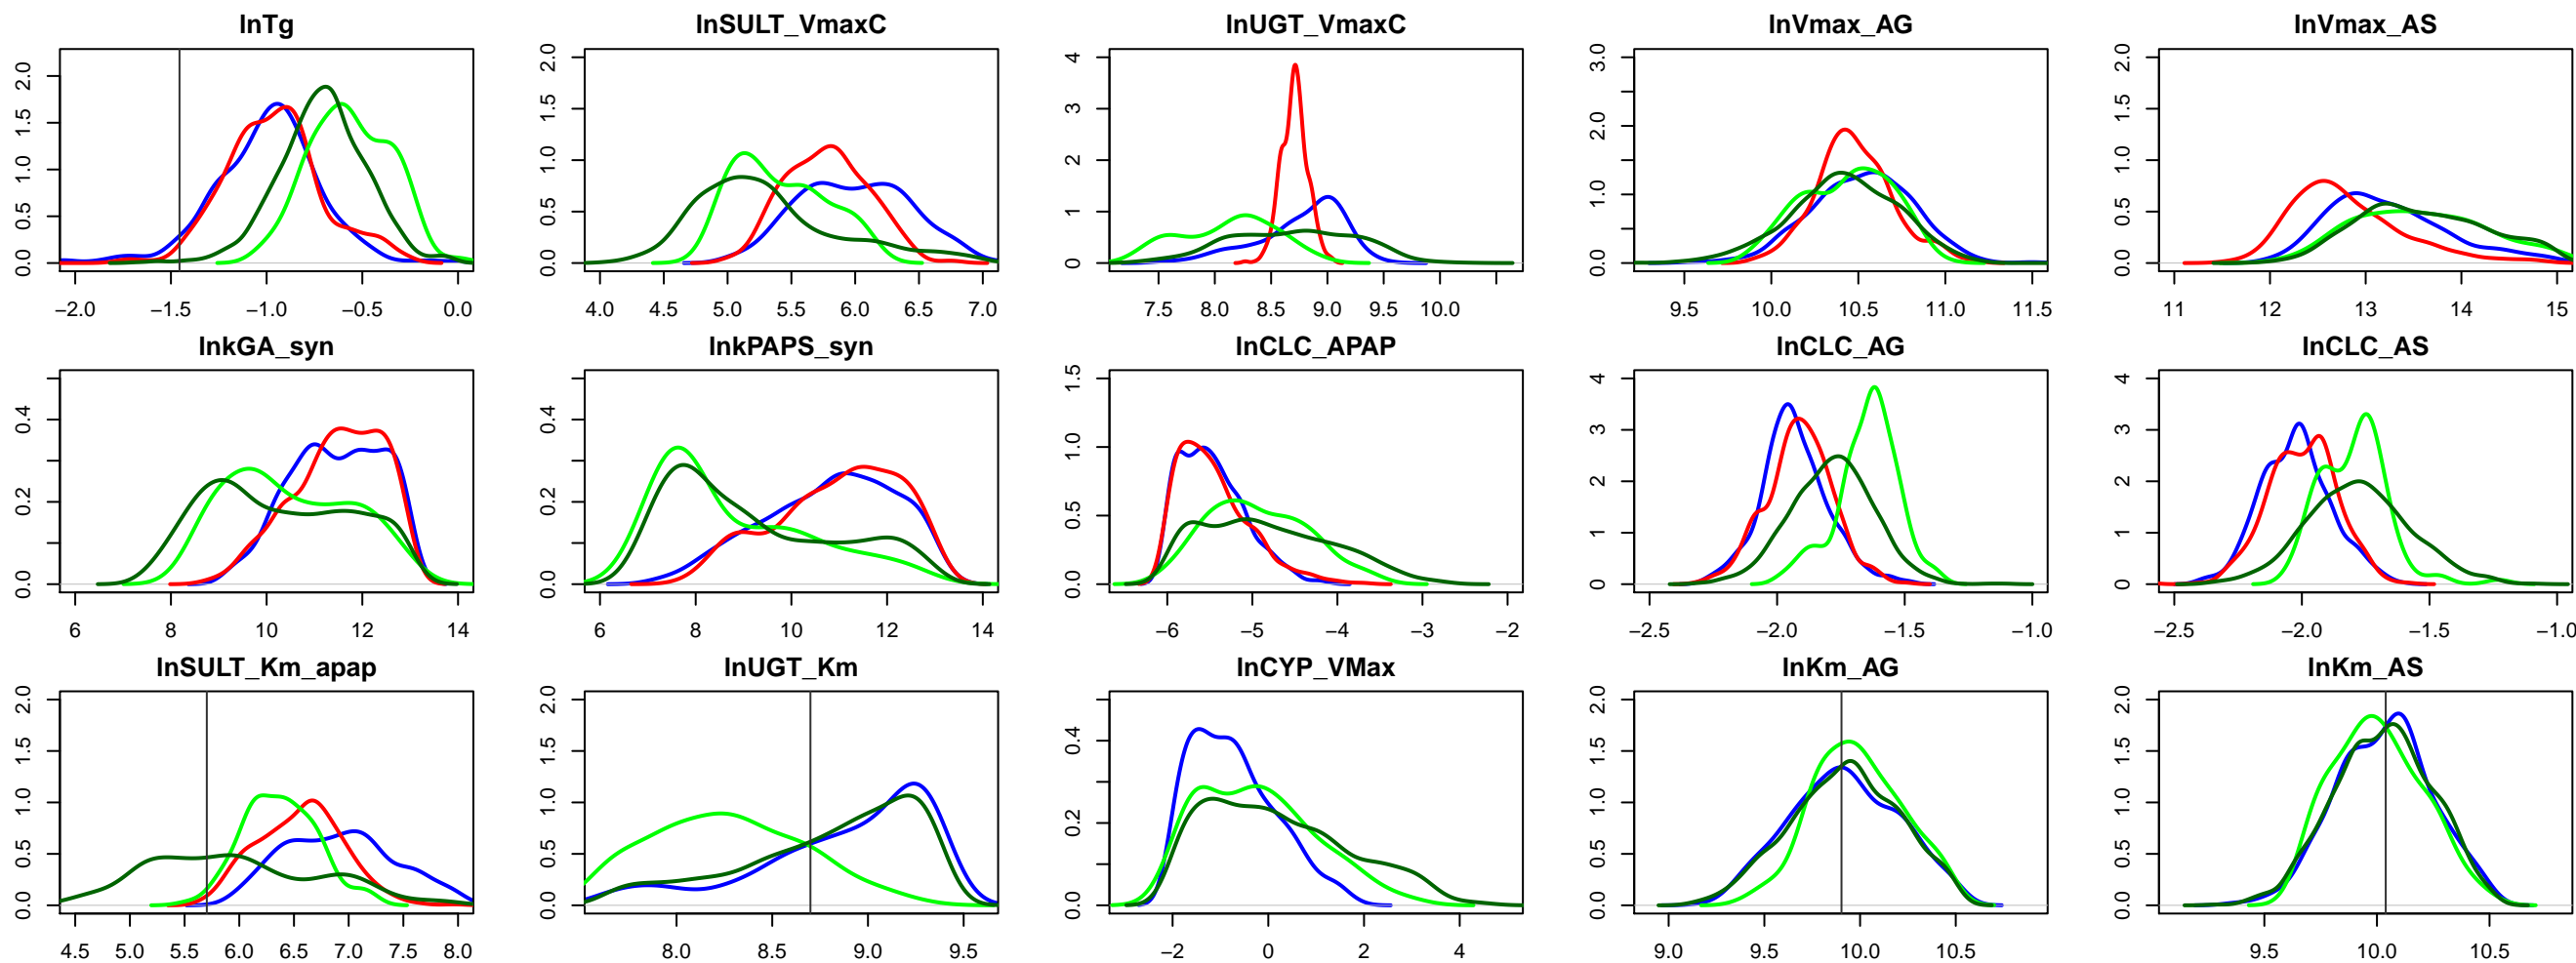 lnTg
0.0 0.5 1.0 1.5 2.0
−2.0 −1.5 −1.0 −0.5 0.0
lnSULT_VmaxC
0.0 0.5 1.0 1.5 2.0
4.0 4.5 5.0 5.5 6.0 6.5 7.0
lnUGT_VmaxC
0 1 2 3 4
7.5 8.0 8.5 9.0 9.5 10.0
lnVmax_AG
0.0 1.0 2.0 3.0
9.5 10.0 10.5 11.0 11.5
lnVmax_AS
0.0 0.5 1.0 1.5 2.0
11 12 13 14 15
lnkGA_syn
0.0 0.2 0.4
6 8 10 12 14
lnkPAPS_syn
0.0 0.2 0.4
6 8 10 12 14
lnCLC_APAP
0.0 0.5 1.0 1.5
−6 −5 −4 −3 −2
lnCLC_AG
0 1 2 3 4
−2.5 −2.0 −1.5 −1.0
lnCLC_AS
0 1 2 3 4
−2.5 −2.0 −1.5 −1.0
lnSULT_Km_apap
0.0 0.5 1.0 1.5 2.0
4.5 5.0 5.5 6.0 6.5 7.0 7.5 8.0
lnUGT_Km
0.0 0.5 1.0 1.5 2.0
8.0 8.5 9.0 9.5
lnCYP_VMax
0.0 0.2 0.4
−2 0 2 4
lnKm_AG
0.0 0.5 1.0 1.5 2.0
9.0 9.5 10.0 10.5
lnKm_AS
0.0 0.5 1.0 1.5 2.0
9.5 10.0 10.5